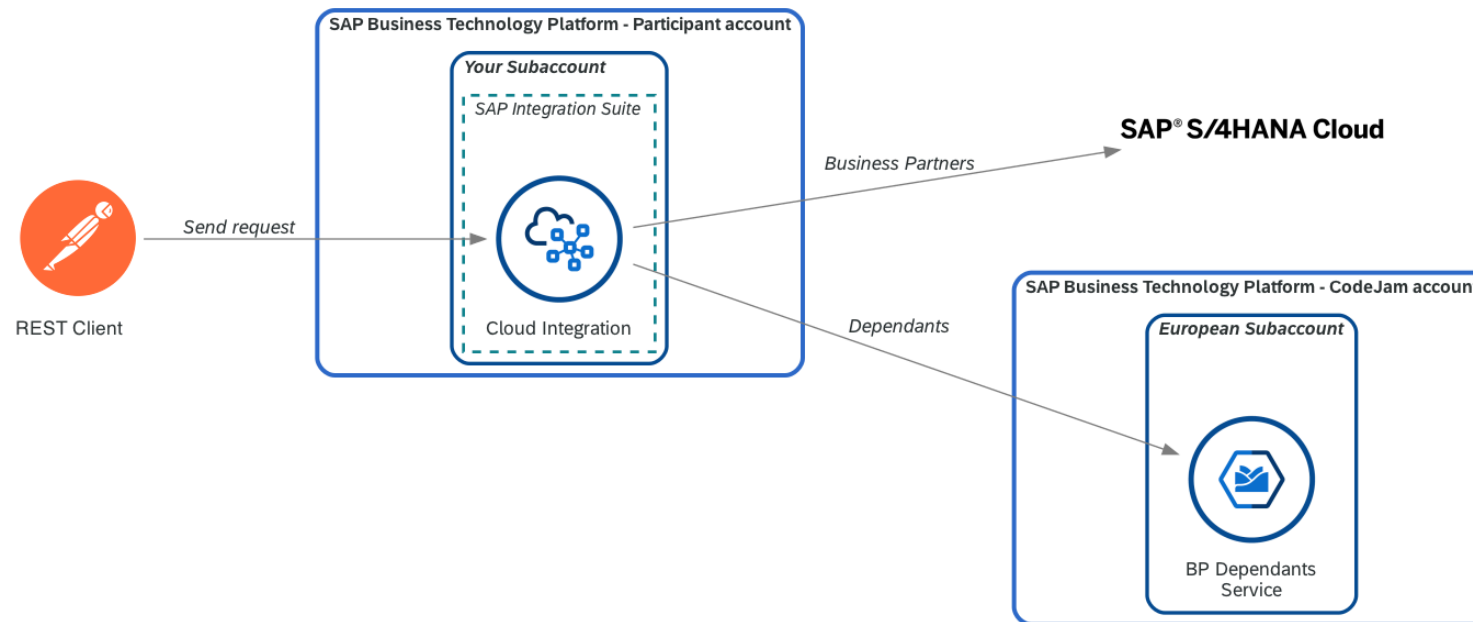 SAP Business Technology Platform - Participant account
Your Subaccount
SAP Integration Suite
SAP® S/4HANA Cloud
Business Partners
Send request
SAP Business Technology Platform - CodeJam account
REST Client
Cloud Integration
Dependants
European Subaccount
BP Dependants
Service